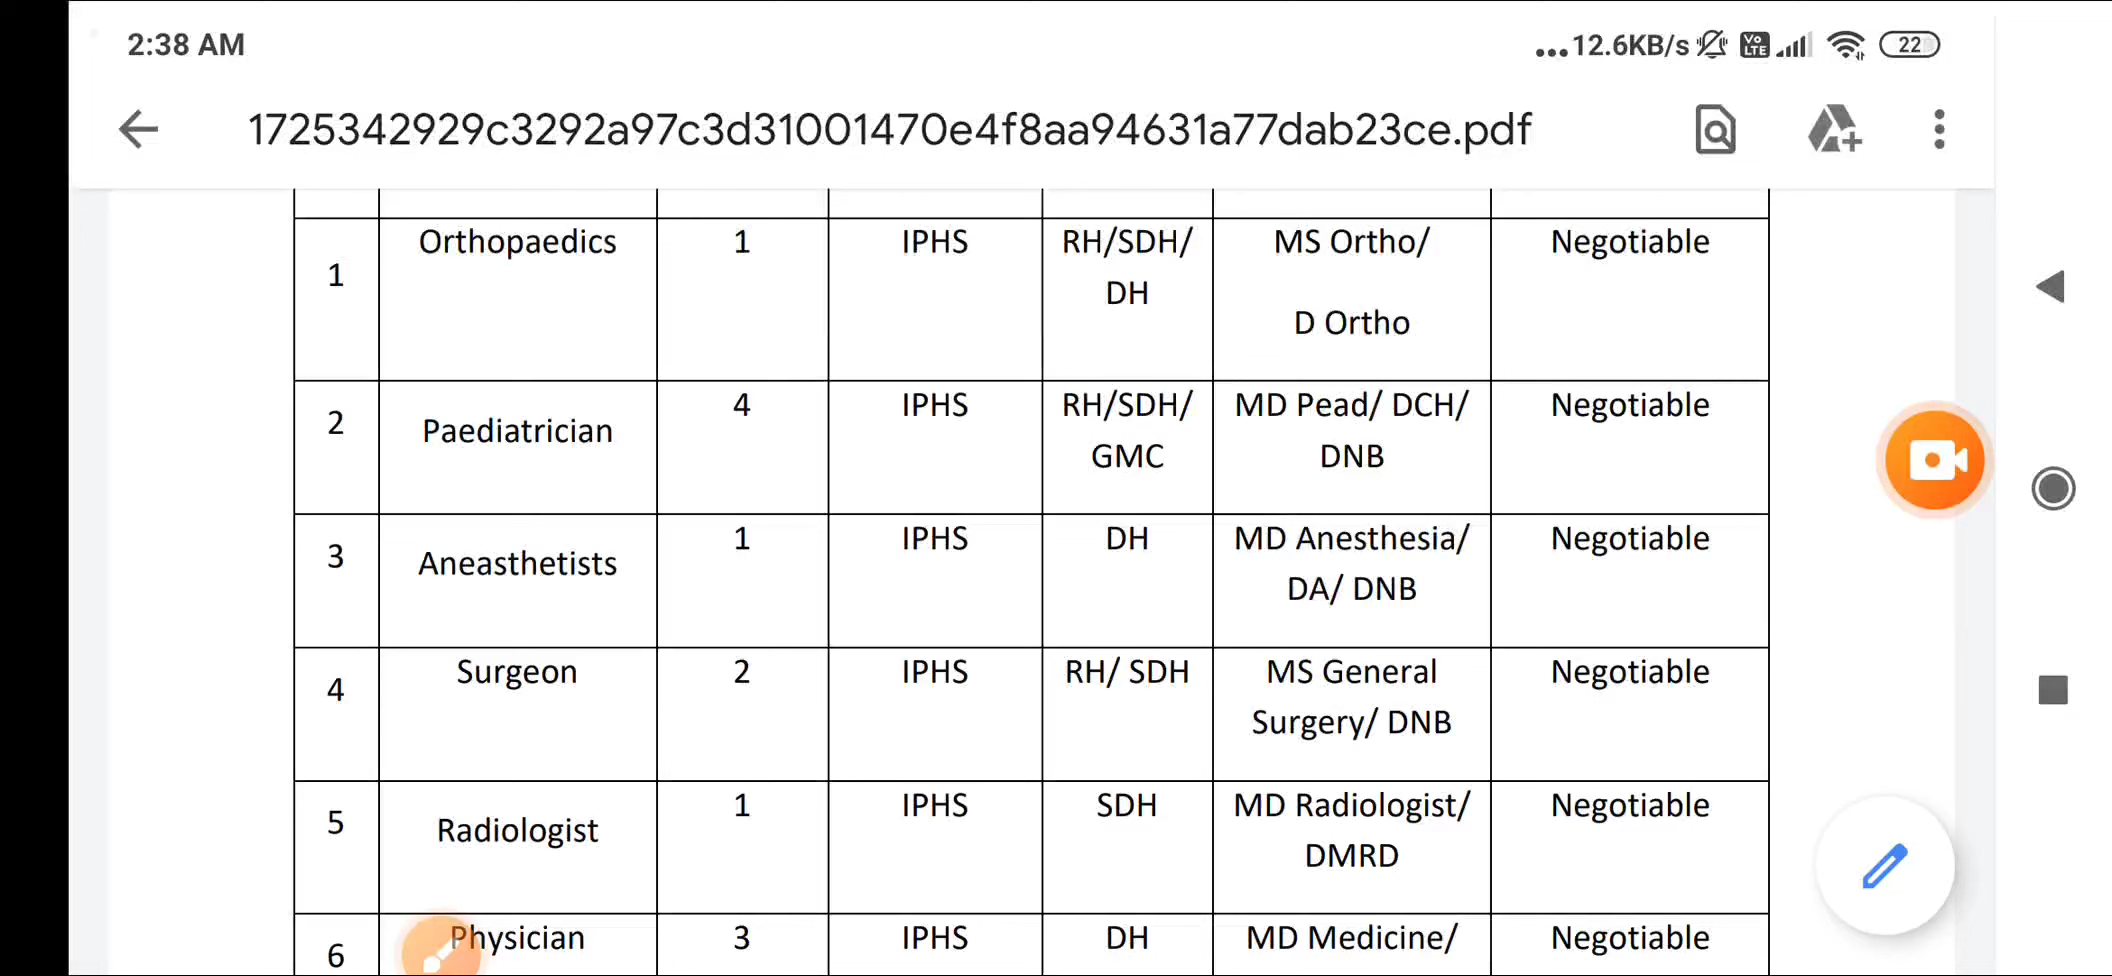 2:38 AM
...12.6KB/s Vo LTE 22
1725342929c3292a97c3d31001470e4f8aa94631a77dab23ce.pdf
1 Orthopaedics 1 IPHS RH/SDH/ DH MS Ortho/ D Ortho Negotiable
2 Paediatrician 4 IPHS RH/SDH/ GMC MD Pead/ DCH/ DNB Negotiable
3 Aneasthetists 1 IPHS DH MD Anesthesia/ DA/ DNB Negotiable
4 Surgeon 2 IPHS RH/ SDH MS General Surgery/ DNB Negotiable
5 Radiologist 1 IPHS SDH MD Radiologist/ DMRD Negotiable
6 Physician 3 IPHS DH MD Medicine/ Negotiable